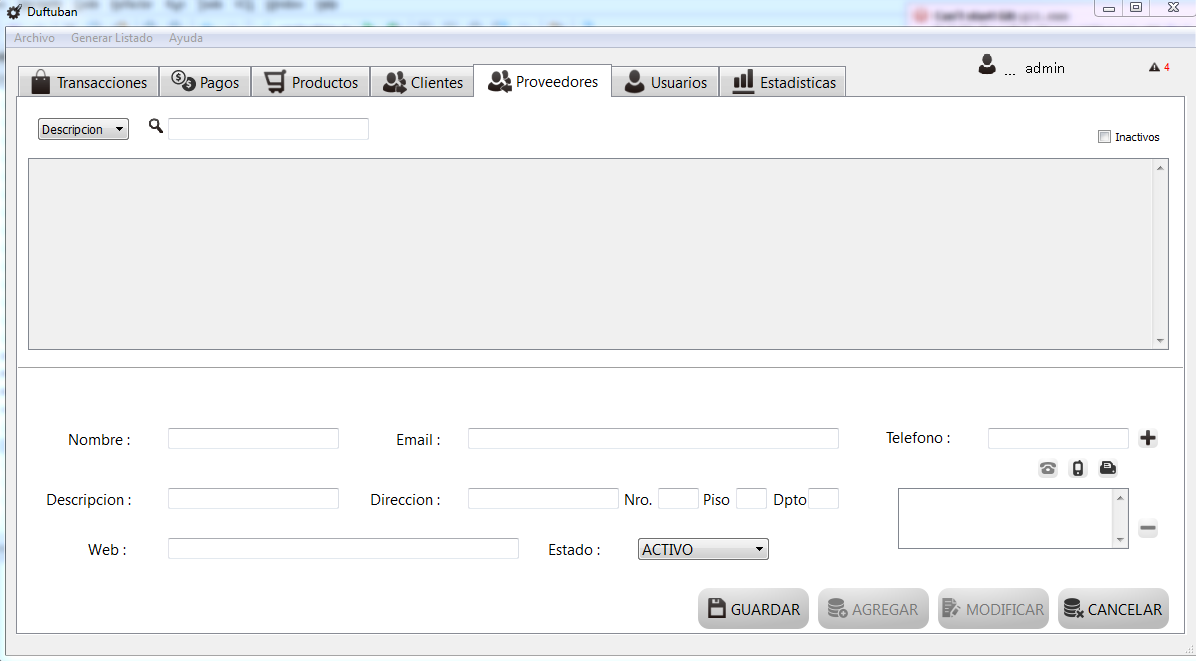 Duftuban
Archivo Generar Listado Ayuda
... admin 4
Transacciones Pagos Productos Clientes Proveedores Usuarios Estadisticas
Descripcion
Inactivos
Nombre : Email : Telefono :
Descripcion : Direccion : Nro. Piso Dpto
Web : Estado : ACTIVO
GUARDAR AGREGAR MODIFICAR CANCELAR